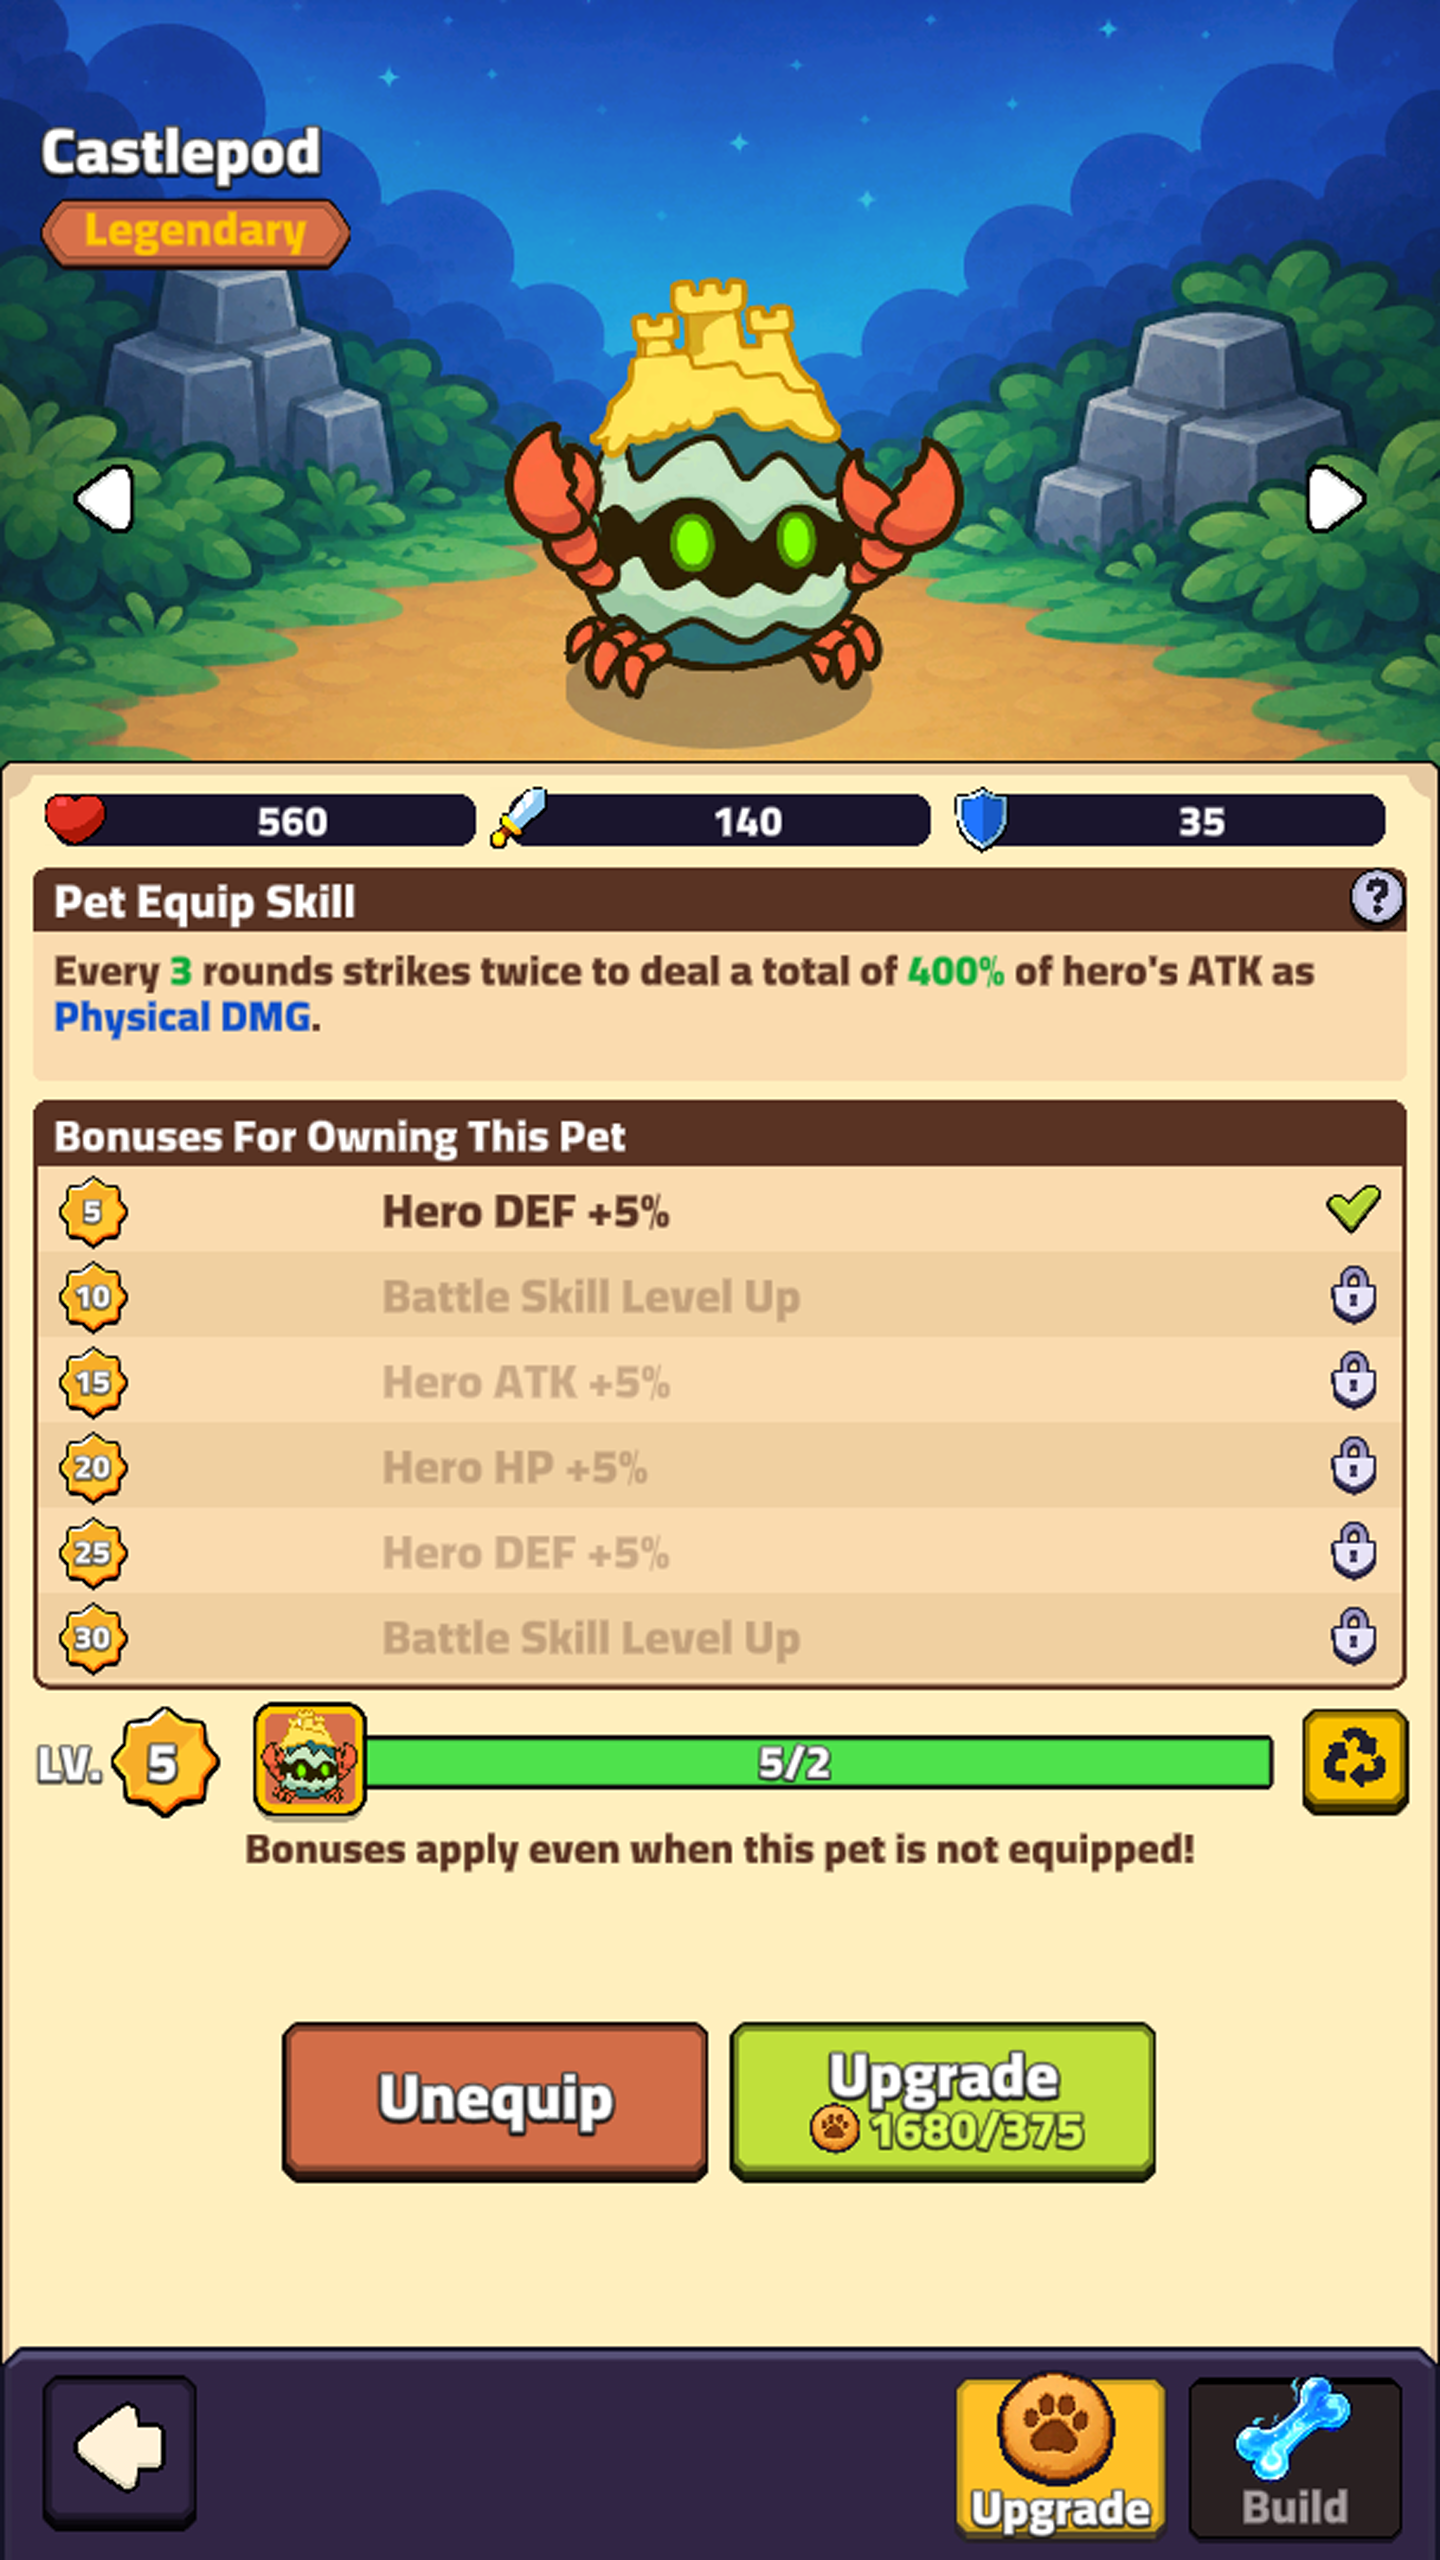 Castlepod
Legendary
560
140
35
Pet Equip Skill
?
Every 3 rounds strikes twice to deal a total of 400% of hero's ATK as
Physical DMG.
Bonuses For Owning This Pet
5 Hero DEF +5%
10 Battle Skill Level Up
15 Hero ATK +5%
20 Hero HP +5%
25 Hero DEF +5%
30 Battle Skill Level Up
LV. 5 5/2
Bonuses apply even when this pet is not equipped!
Unequip
Upgrade
1680/375
Upgrade
Build